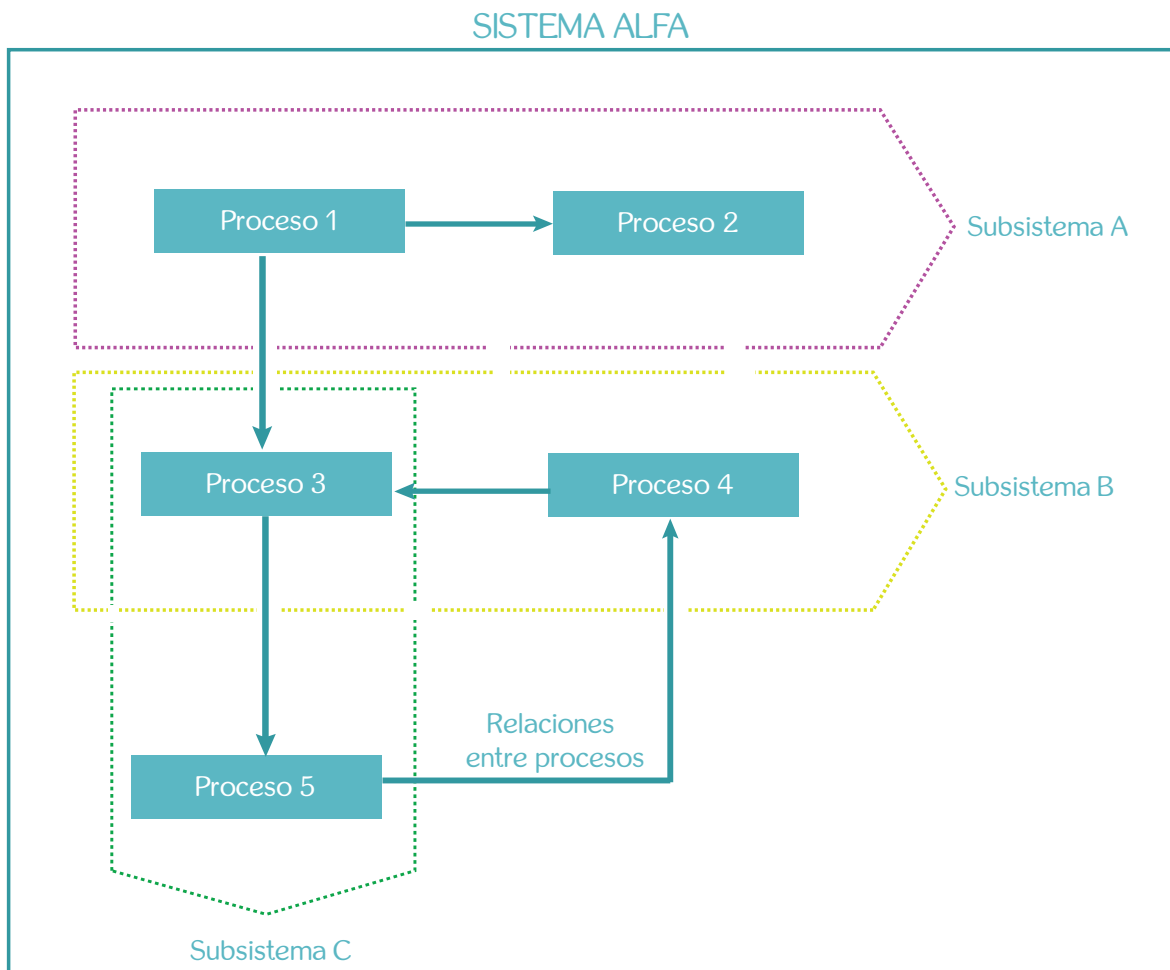 SISTEMA ALFA
Proceso 1
Proceso 2
Subsistema A
Proceso 3
Proceso 4
Subsistema B
Relaciones
entre procesos
Proceso 5
Subsistema C